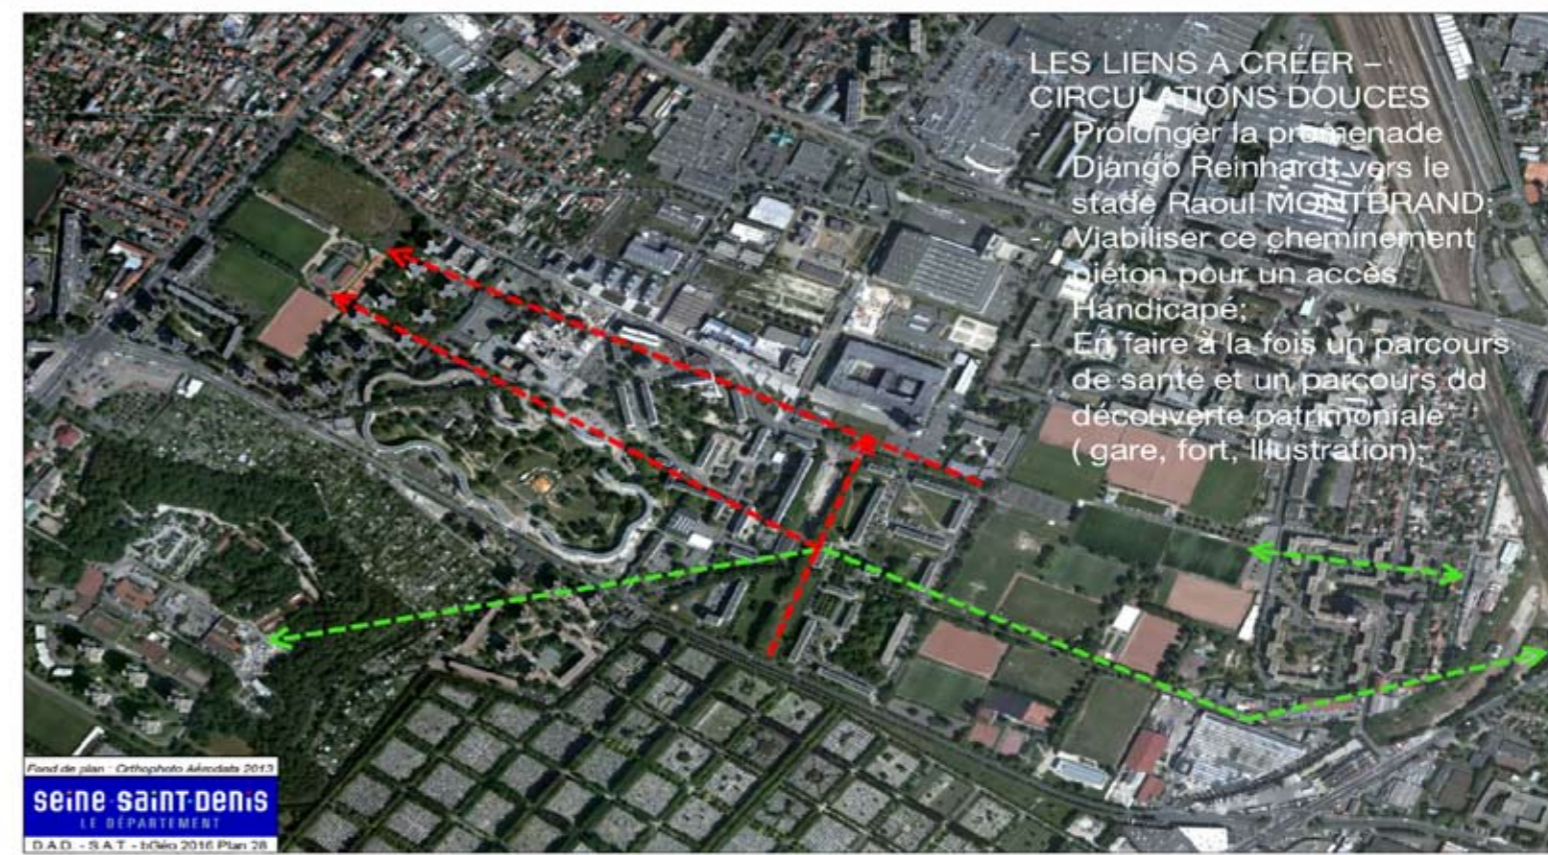 LES LIENS A CRÉER –
CIRCULATIONS DOUCES
- Prolonger la promenade
Django Reinhardt vers le
stade Raoul MONTBRAND;
- Viabiliser ce cheminement
piéton pour un accès
Handicapé;
- En faire à la fois un parcours
de santé et un parcours dd
découverte patrimoniale
( gare, fort, Illustration);
Fond de plan : Orthophoto Aérodata 2013
seine-saint-denis
LE DÉPARTEMENT
D.A.D. - S.A.T. - bGéo 2016 Plan 28